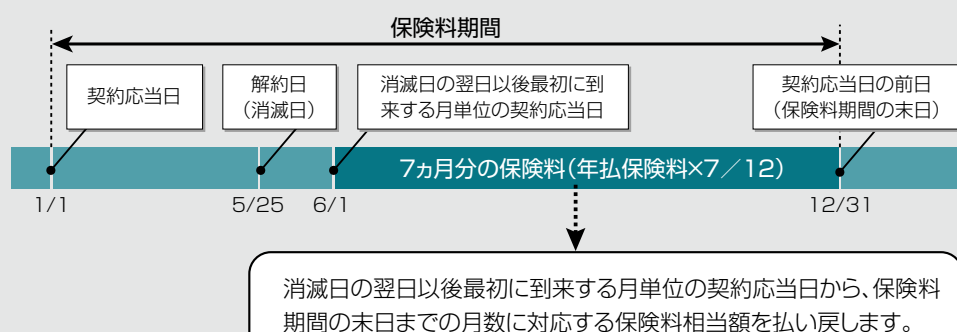 保険料期間
契約応当日
解約日
（消滅日）
消滅日の翌日以後最初に到
来する月単位の契約応当日
契約応当日の前日
（保険料期間の末日）
7ヵ月分の保険料（年払保険料×7／12）
1/1
5/25
6/1
12/31
消滅日の翌日以後最初に到来する月単位の契約応当日から、保険料
期間の末日までの月数に対応する保険料相当額を払い戻します。